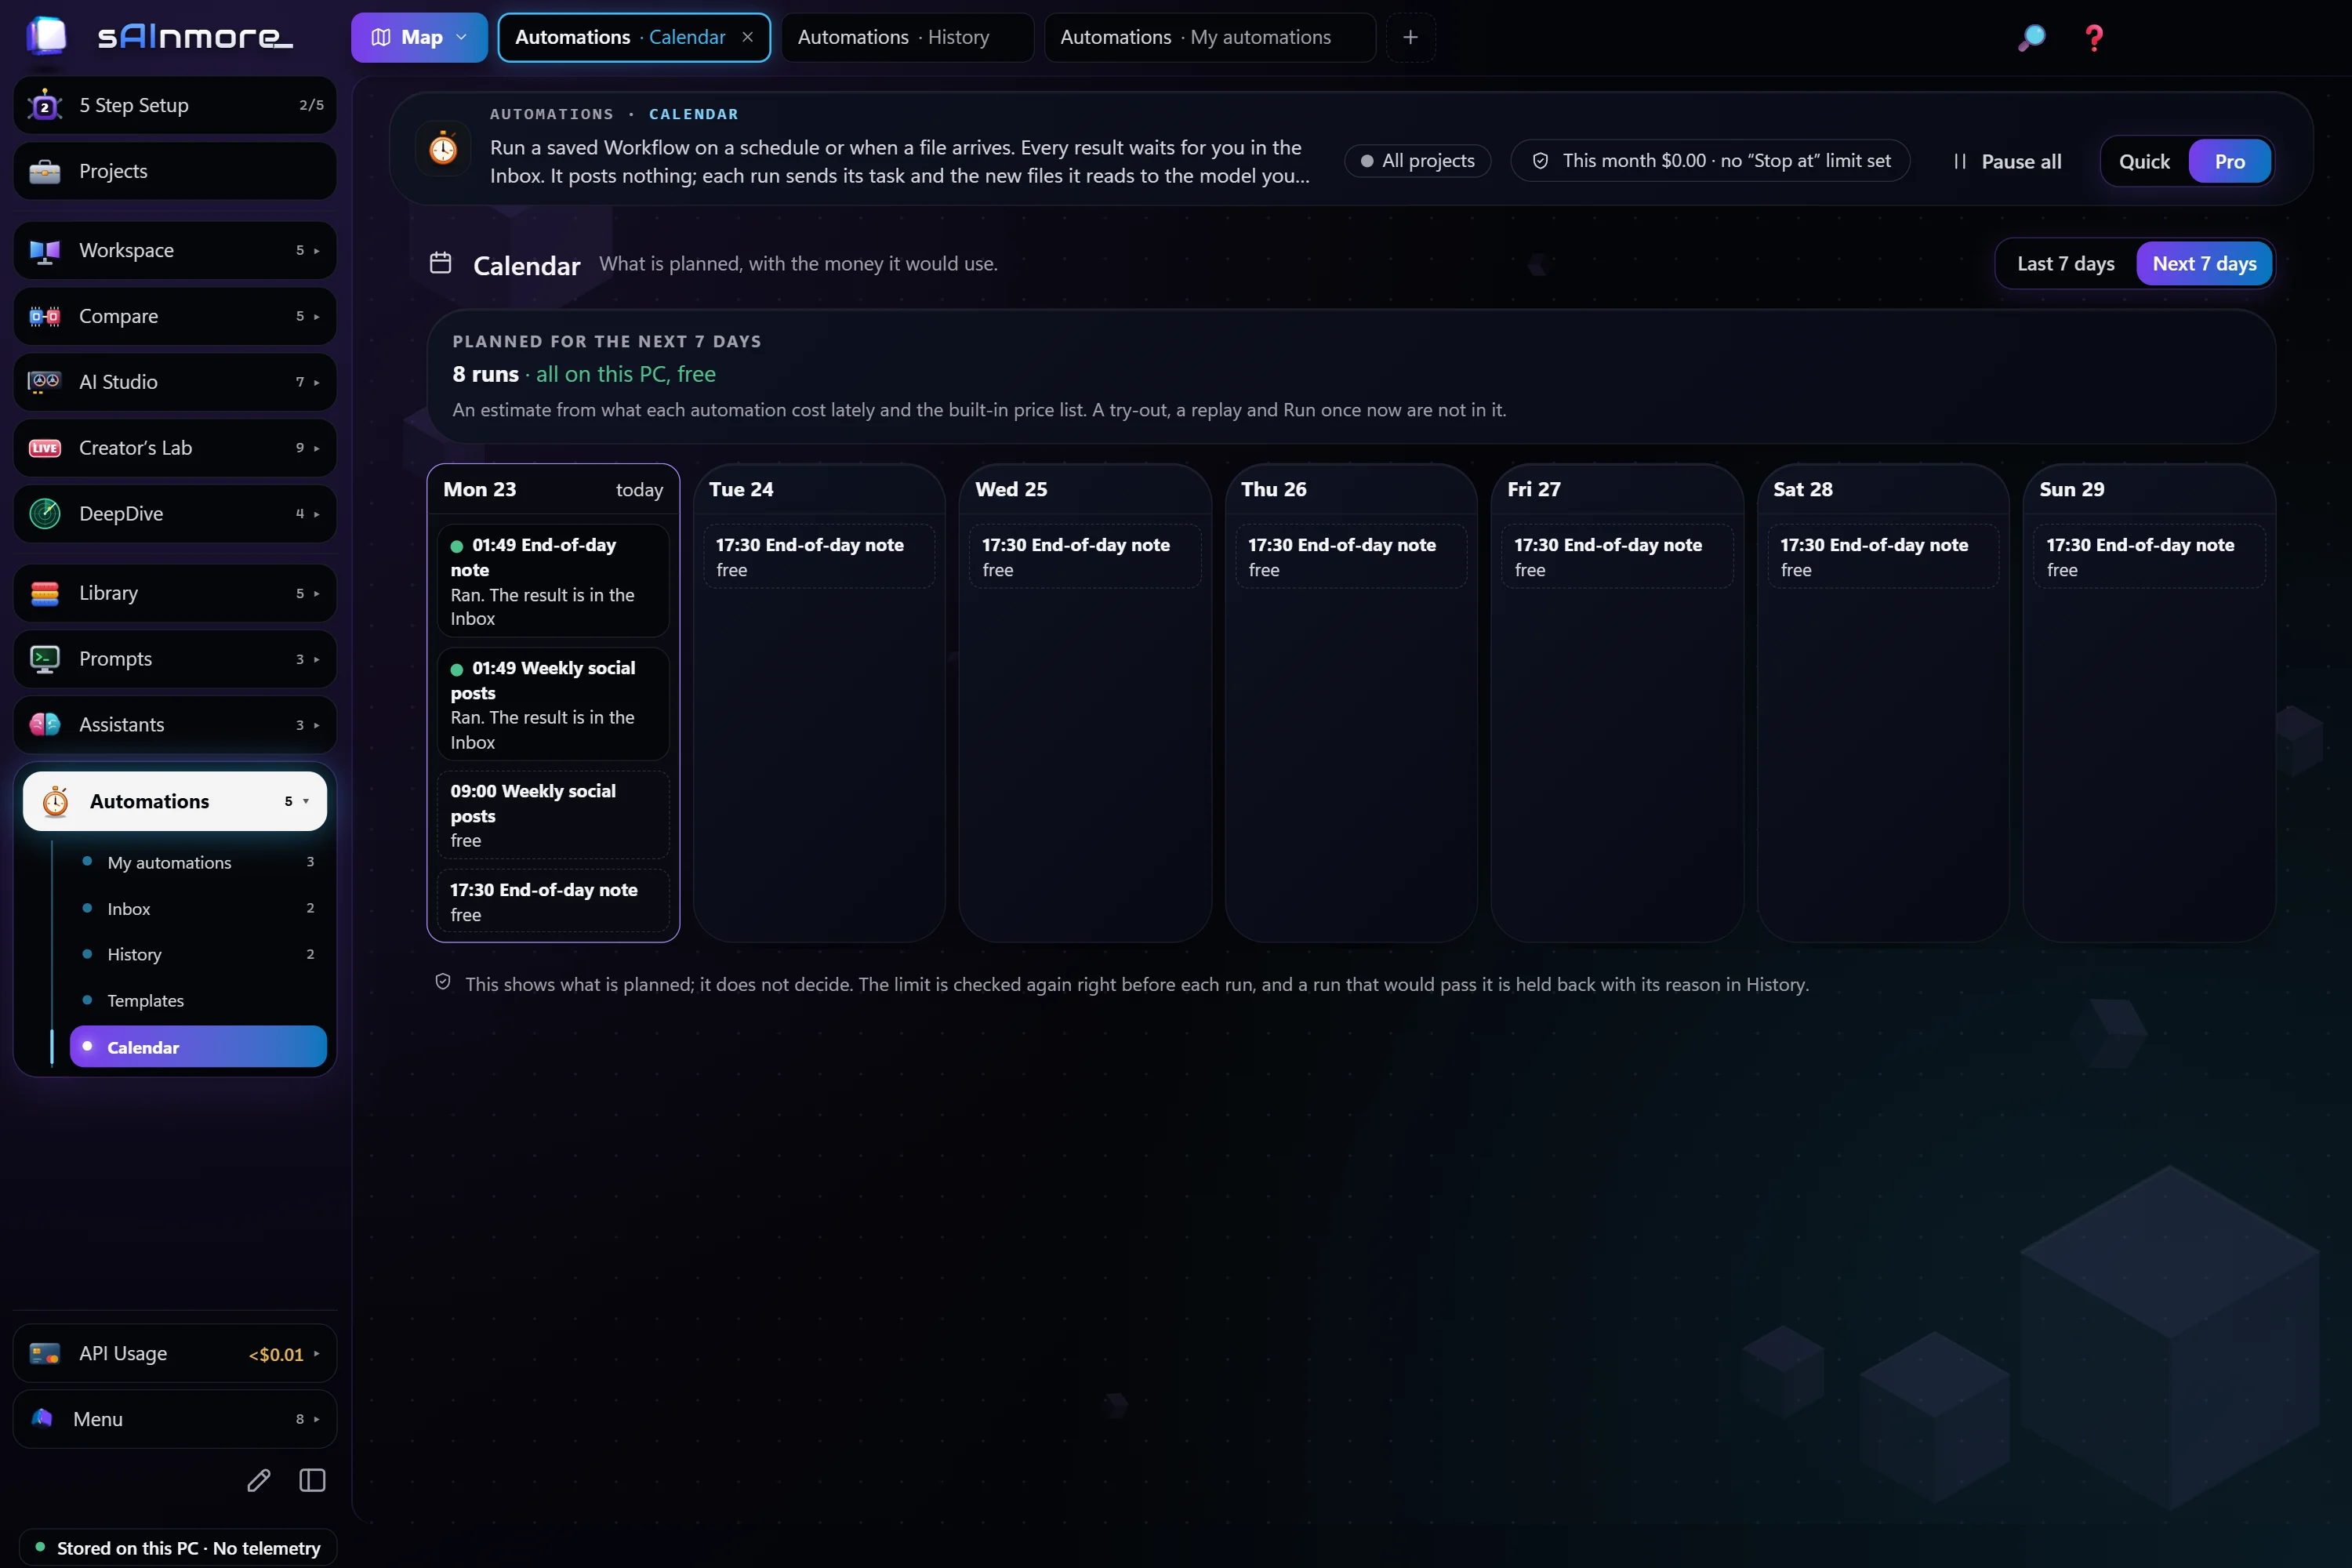 sAInmore_
Map
Automations · Calendar
Automations · History
Automations · My automations
5 Step Setup 2/5
Projects
Workspace 5
Compare 5
AI Studio 7
LIVE Creator’s Lab 9
DeepDive 4
Library 5
Prompts 3
Assistants 3
Automations 5
My automations 3
Inbox 2
History 2
Templates
Calendar
API Usage <$0.01
Menu 8
Stored on this PC · No telemetry
AUTOMATIONS · CALENDAR
Run a saved Workflow on a schedule or when a file arrives. Every result waits for you in the
Inbox. It posts nothing; each run sends its task and the new files it reads to the model you...
All projects
This month $0.00 · no “Stop at” limit set
Pause all
Quick
Pro
Calendar What is planned, with the money it would use.
Last 7 days
Next 7 days
PLANNED FOR THE NEXT 7 DAYS
8 runs · all on this PC, free
An estimate from what each automation cost lately and the built-in price list. A try-out, a replay and Run once now are not in it.
Mon 23 today
01:49 End-of-day
note
Ran. The result is in the
Inbox
01:49 Weekly social
posts
Ran. The result is in the
Inbox
09:00 Weekly social
posts
free
17:30 End-of-day note
free
Tue 24
17:30 End-of-day note
free
Wed 25
17:30 End-of-day note
free
Thu 26
17:30 End-of-day note
free
Fri 27
17:30 End-of-day note
free
Sat 28
17:30 End-of-day note
free
Sun 29
17:30 End-of-day note
free
This shows what is planned; it does not decide. The limit is checked again right before each run, and a run that would pass it is held back with its reason in History.